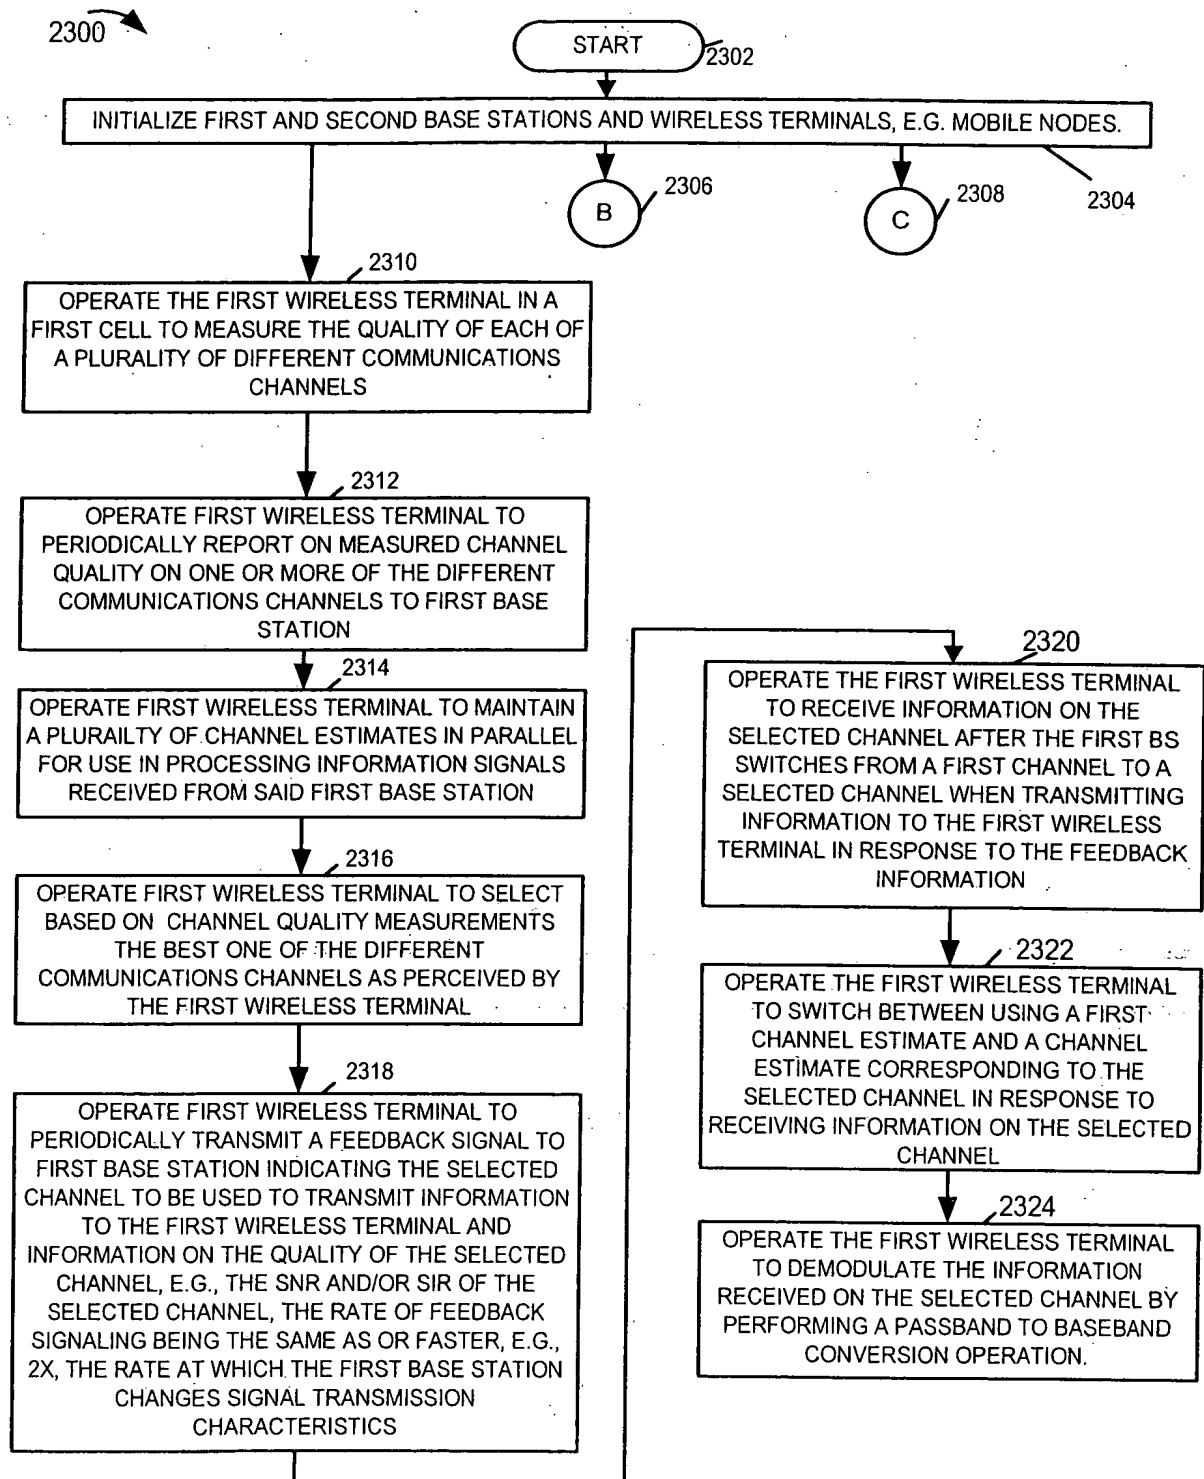 2300
START
2302
INITIALIZE FIRST AND SECOND BASE STATIONS AND WIRELESS TERMINALS, E.G. MOBILE NODES.
2304
B
2306
C
2308
2310
OPERATE THE FIRST WIRELESS TERMINAL IN A
FIRST CELL TO MEASURE THE QUALITY OF EACH OF
A PLURALITY OF DIFFERENT COMMUNICATIONS
CHANNELS
2312
OPERATE FIRST WIRELESS TERMINAL TO
PERIODICALLY REPORT ON MEASURED CHANNEL
QUALITY ON ONE OR MORE OF THE DIFFERENT
COMMUNICATIONS CHANNELS TO FIRST BASE
STATION
2314
OPERATE FIRST WIRELESS TERMINAL TO MAINTAIN
A PLURAILTY OF CHANNEL ESTIMATES IN PARALLEL
FOR USE IN PROCESSING INFORMATION SIGNALS
RECEIVED FROM SAID FIRST BASE STATION
2316
OPERATE FIRST WIRELESS TERMINAL TO SELECT
BASED ON CHANNEL QUALITY MEASUREMENTS
THE BEST ONE OF THE DIFFERENT
COMMUNICATIONS CHANNELS AS PERCEIVED BY
THE FIRST WIRELESS TERMINAL
2318
OPERATE FIRST WIRELESS TERMINAL TO
PERIODICALLY TRANSMIT A FEEDBACK SIGNAL TO
FIRST BASE STATION INDICATING THE SELECTED
CHANNEL TO BE USED TO TRANSMIT INFORMATION
TO THE FIRST WIRELESS TERMINAL AND
INFORMATION ON THE QUALITY OF THE SELECTED
CHANNEL, E.G., THE SNR AND/OR SIR OF THE
SELECTED CHANNEL, THE RATE OF FEEDBACK
SIGNALING BEING THE SAME AS OR FASTER, E.G.,
2X, THE RATE AT WHICH THE FIRST BASE STATION
CHANGES SIGNAL TRANSMISSION
CHARACTERISTICS
2320
OPERATE THE FIRST WIRELESS TERMINAL
TO RECEIVE INFORMATION ON THE
SELECTED CHANNEL AFTER THE FIRST BS
SWITCHES FROM A FIRST CHANNEL TO A
SELECTED CHANNEL WHEN TRANSMITTING
INFORMATION TO THE FIRST WIRELESS
TERMINAL IN RESPONSE TO THE FEEDBACK
INFORMATION
2322
OPERATE THE FIRST WIRELESS TERMINAL
TO SWITCH BETWEEN USING A FIRST
CHANNEL ESTIMATE AND A CHANNEL
ESTIMATE CORRESPONDING TO THE
SELECTED CHANNEL IN RESPONSE TO
RECEIVING INFORMATION ON THE SELECTED
CHANNEL
2324
OPERATE THE FIRST WIRELESS TERMINAL
TO DEMODULATE THE INFORMATION
RECEIVED ON THE SELECTED CHANNEL BY
PERFORMING A PASSBAND TO BASEBAND
CONVERSION OPERATION.